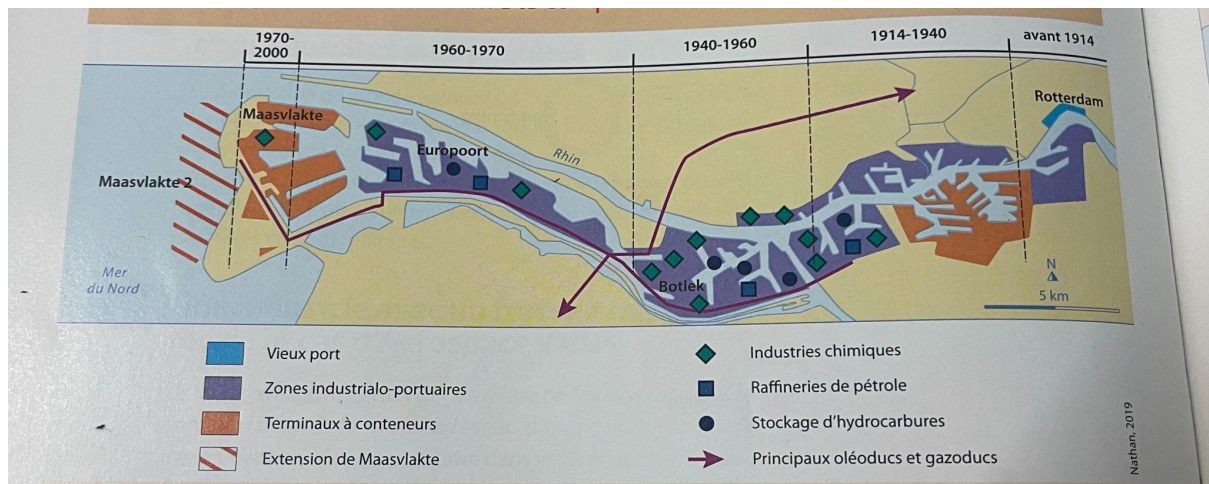 1970-
2000
1960-1970
1940-1960
1914-1940
avant 1914
Maasvlakte
Rotterdam
Europoort
Rhin
Maasvlakte 2
Mer
du Nord
Botlek
N
5 km
Vieux port
Zones industrialo-portuaires
Terminaux à conteneurs
Extension de Maasvlakte
Industries chimiques
Raffineries de pétrole
Stockage d'hydrocarbures
Principaux oléoducs et gazoducs
Nathan, 2019